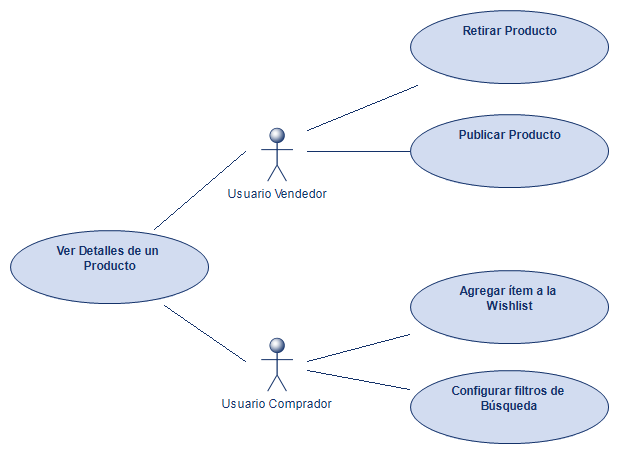 Retirar Producto
Publicar Producto
Usuario Vendedor
Ver Detalles de un
Producto
Agregar ítem a la
Wishlist
Usuario Comprador
Configurar filtros de
Búsqueda